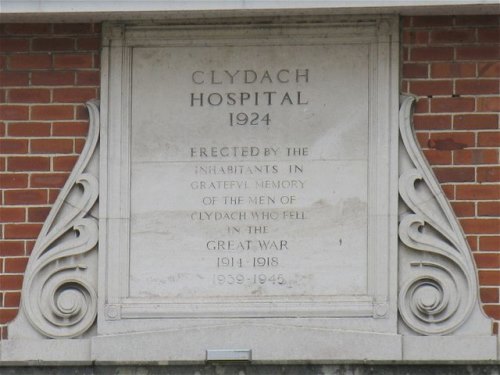 CLYDACH
HOSPITAL
1924
ERECTED BY THE
INHABITANTS IN
GRATEFUL MEMORY
OF THE MEN OF
CLYDACH WHO FELL
IN THE
GREAT WAR
1914-1918
1939-1945